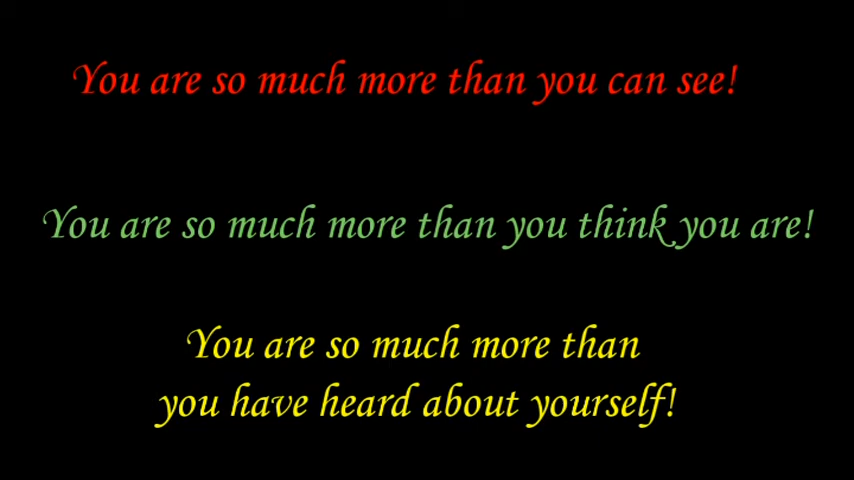 You are so much more than you can see!
You are so much more than you think you are!
You are so much more than
you have heard about yourself!